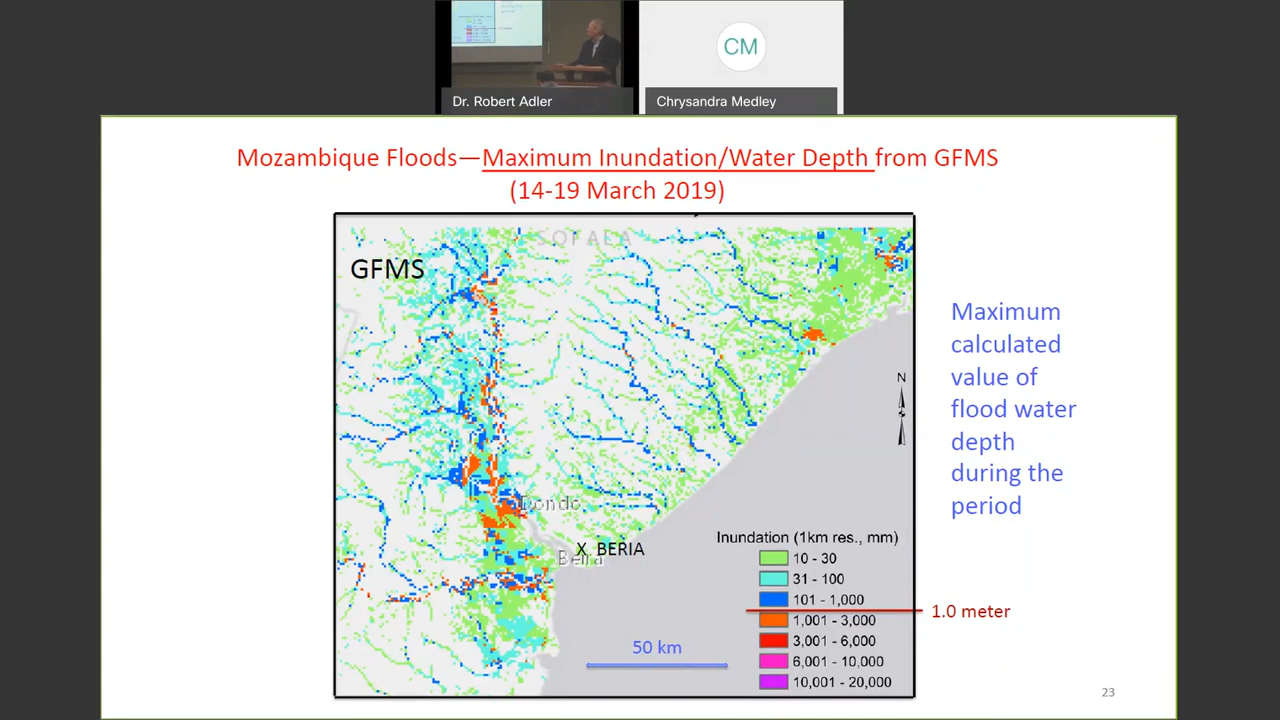 Dr. Robert Adler
CM
Chrysandra Medley
Mozambique Floods—Maximum Inundation/Water Depth from GFMS
(14-19 March 2019)
SOFALA
GFMS
Maximum
calculated
value of
flood water
depth
during the
period
N
Dondo
X BERIA
Beira
Inundation (1km res., mm)
10 - 30
31 - 100
101 - 1,000
1.0 meter
1,001 - 3,000
3,001 - 6,000
6,001 - 10,000
10,001 - 20,000
50 km
23